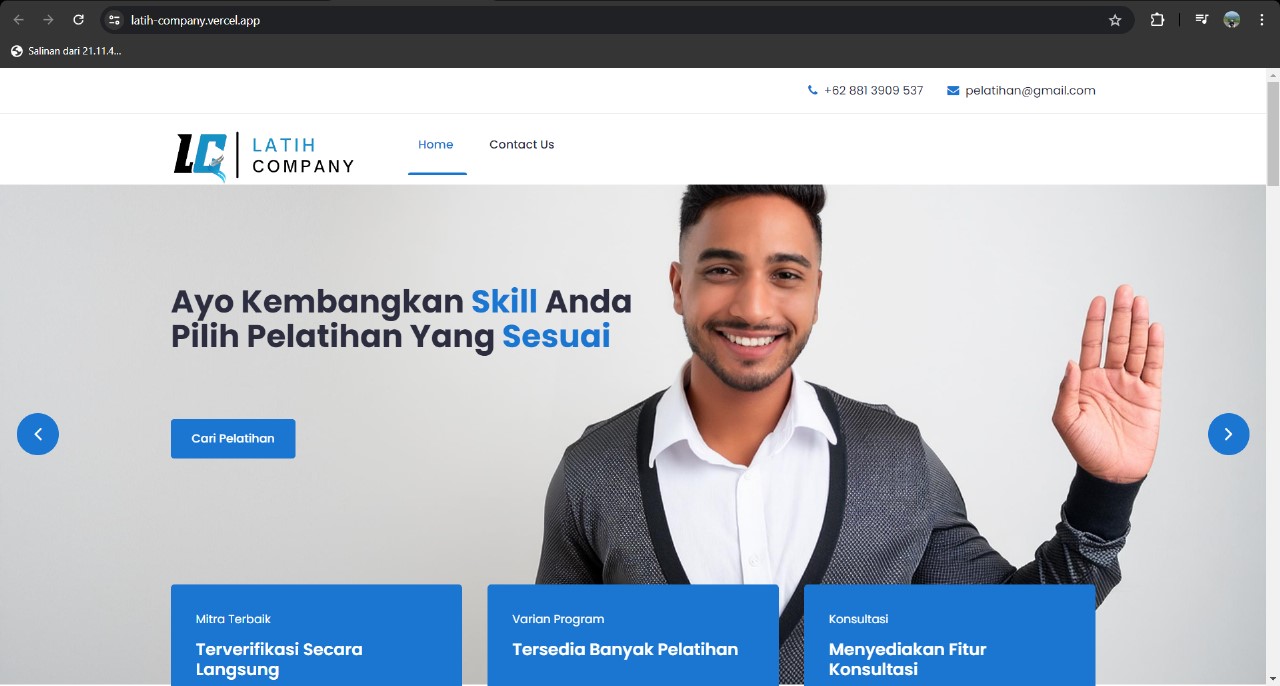 latih-company.vercel.app
Salinan dari 21.11.4...
+62 881 3909 537
pelatihan@gmail.com
LC
LATIH
COMPANY
Home
Contact Us
Ayo Kembangkan Skill Anda
Pilih Pelatihan Yang Sesuai
Cari Pelatihan
Mitra Terbaik
Terverifikasi Secara
Langsung
Varian Program
Tersedia Banyak Pelatihan
Konsultasi
Menyediakan Fitur
Konsultasi